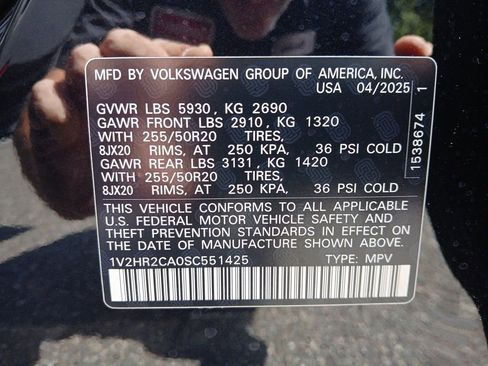 MFD BY VOLKSWAGEN GROUP OF AMERICA, INC.
USA 04/2025
GVWR LBS 5930, KG 2690
GAWR FRONT LBS 2910, KG 1320
WITH 255/50R20 TIRES,
8JX20 RIMS, AT 250 KPA, 36 PSI COLD
GAWR REAR LBS 3131, KG 1420
WITH 255/50R20 TIRES,
8JX20 RIMS, AT 250 KPA, 36 PSI COLD
THIS VEHICLE CONFORMS TO ALL APPLICABLE
U.S. FEDERAL MOTOR VEHICLE SAFETY AND
THEFT PREVENTION STANDARDS IN EFFECT ON
THE DATE OF MANUFACTURE SHOWN ABOVE.
1V2HR2CA0SC551425 TYPE: MPV
1538674 1